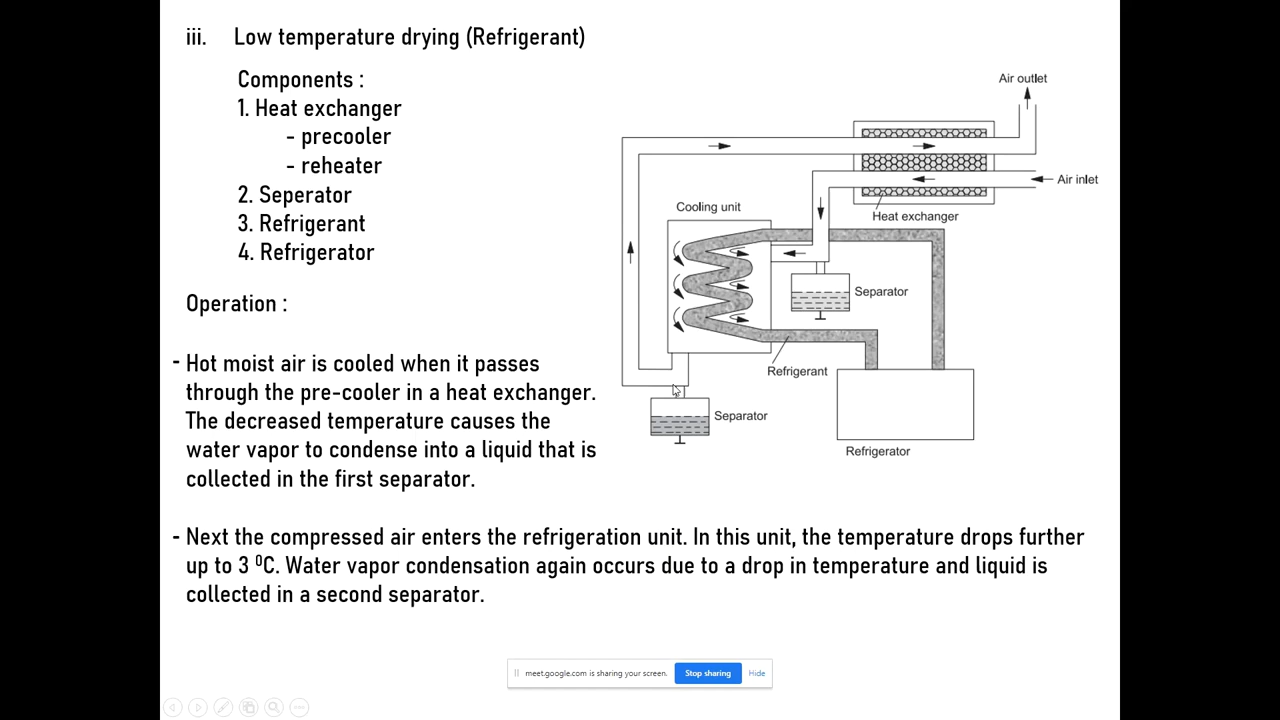 iii. Low temperature drying (Refrigerant)
Components :
1. Heat exchanger
- precooler
- reheater
2. Seperator
3. Refrigerant
4. Refrigerator
Operation :
- Hot moist air is cooled when it passes
through the pre-cooler in a heat exchanger.
The decreased temperature causes the
water vapor to condense into a liquid that is
collected in the first separator.
- Next the compressed air enters the refrigeration unit. In this unit, the temperature drops further
up to 3 ⁰C. Water vapor condensation again occurs due to a drop in temperature and liquid is
collected in a second separator.
Air outlet
Air inlet
Heat exchanger
Cooling unit
Separator
Refrigerant
Separator
Refrigerator
meet.google.com is sharing your screen.
Stop sharing
Hide